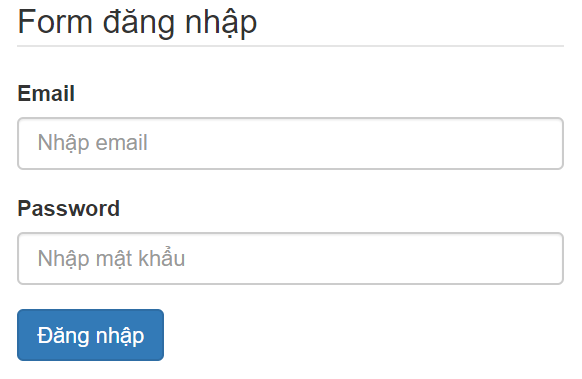 Form đăng nhập
Email
Nhập email
Password
Nhập mật khẩu
Đăng nhập